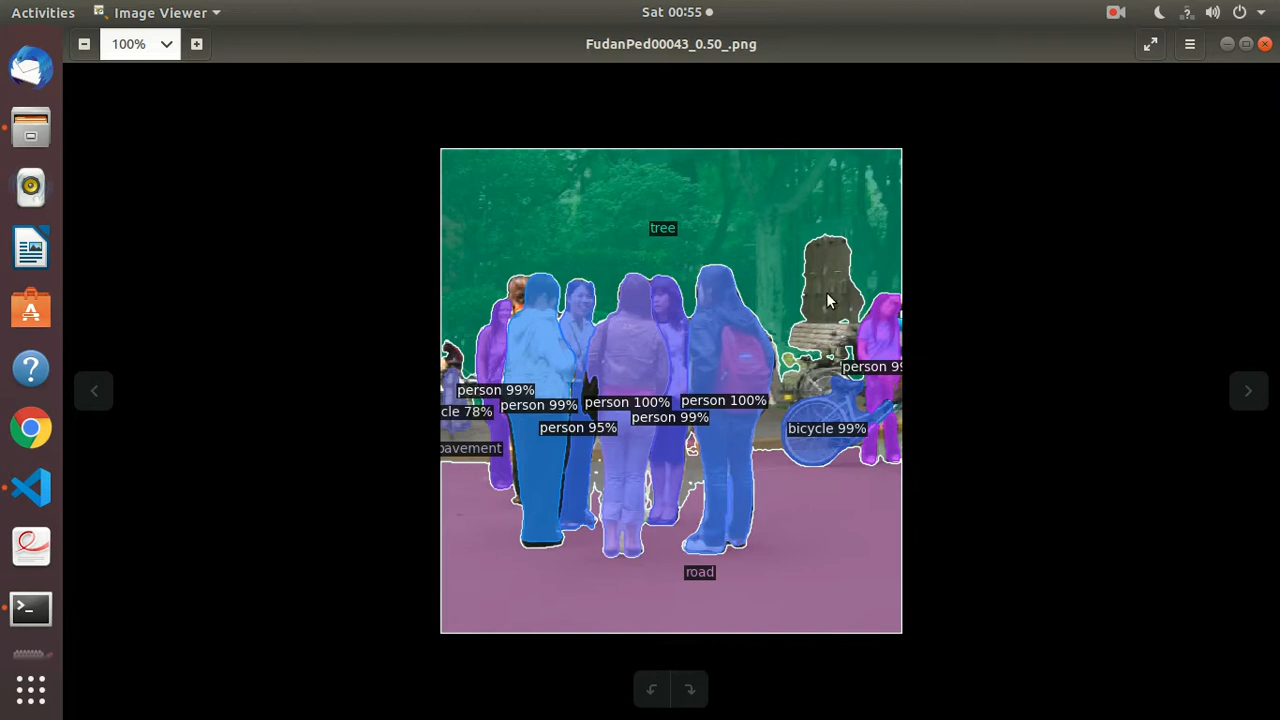 Activities Image Viewer Sat 00:55
100% FudanPed00043_0.50_.png
tree
person 99%
person 99%
person 99%
person 100%
person 100%
cle 78%
person 99%
person 95%
bicycle 99%
pavement
road